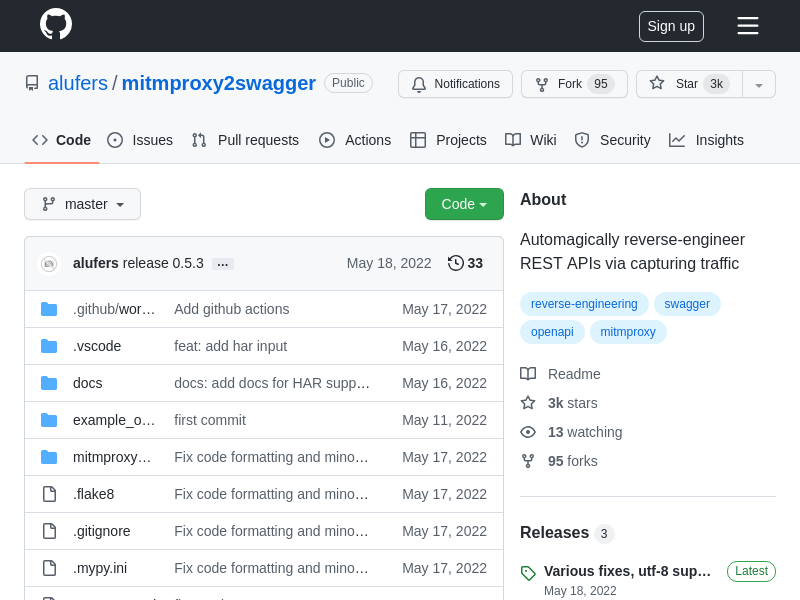 Sign up
alufers / mitmproxy2swagger Public
Notifications Fork 95 Star 3k
Code Issues Pull requests Actions Projects Wiki Security Insights
master
Code
alufers release 0.5.3 ... May 18, 2022 33
.github/wor… Add github actions May 17, 2022
.vscode feat: add har input May 16, 2022
docs docs: add docs for HAR supp… May 16, 2022
example_o… first commit May 11, 2022
mitmproxy… Fix code formatting and mino… May 17, 2022
.flake8 Fix code formatting and mino… May 17, 2022
.gitignore Fix code formatting and mino… May 17, 2022
.mypy.ini Fix code formatting and mino… May 17, 2022
About
Automagically reverse-engineer
REST APIs via capturing traffic
reverse-engineering swagger
openapi mitmproxy
Readme
3k stars
13 watching
95 forks
Releases 3
Various fixes, utf-8 sup… Latest
May 18, 2022